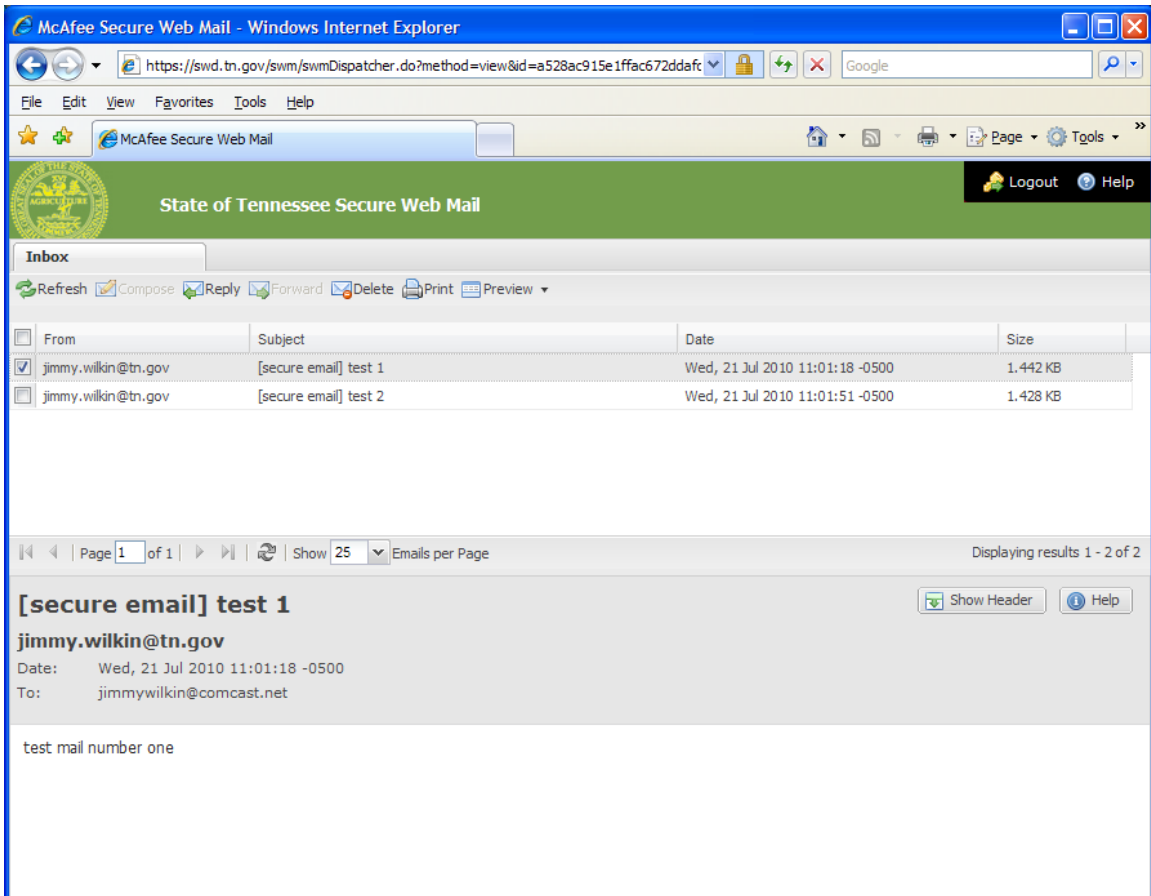 McAfee Secure Web Mail - Windows Internet Explorer
https://swd.tn.gov/swm/swmDispatcher.do?method=view&id=a528ac915e1ffac672ddafc Google
File Edit View Favorites Tools Help
McAfee Secure Web Mail Page Tools »
Logout Help
AGRICULTURE
State of Tennessee Secure Web Mail
Inbox
Refresh Compose Reply Forward Delete Print Preview
From Subject Date Size
jimmy.wilkin@tn.gov [secure email] test 1 Wed, 21 Jul 2010 11:01:18 -0500 1.442 KB
jimmy.wilkin@tn.gov [secure email] test 2 Wed, 21 Jul 2010 11:01:51 -0500 1.428 KB
Page 1 of 1 Show 25 Emails per Page Displaying results 1 - 2 of 2
[secure email] test 1 Show Header Help
jimmy.wilkin@tn.gov
Date: Wed, 21 Jul 2010 11:01:18 -0500
To: jimmywilkin@comcast.net
test mail number one